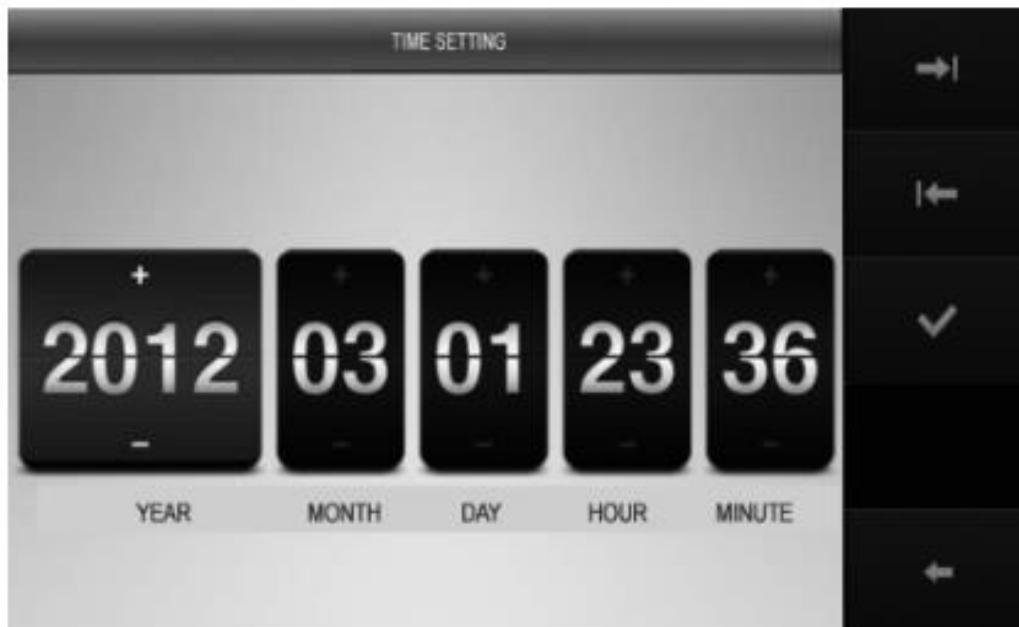 TIME SETTING
+ + + + +
2012 03 01 23 36
- - - - -
YEAR MONTH DAY HOUR MINUTE